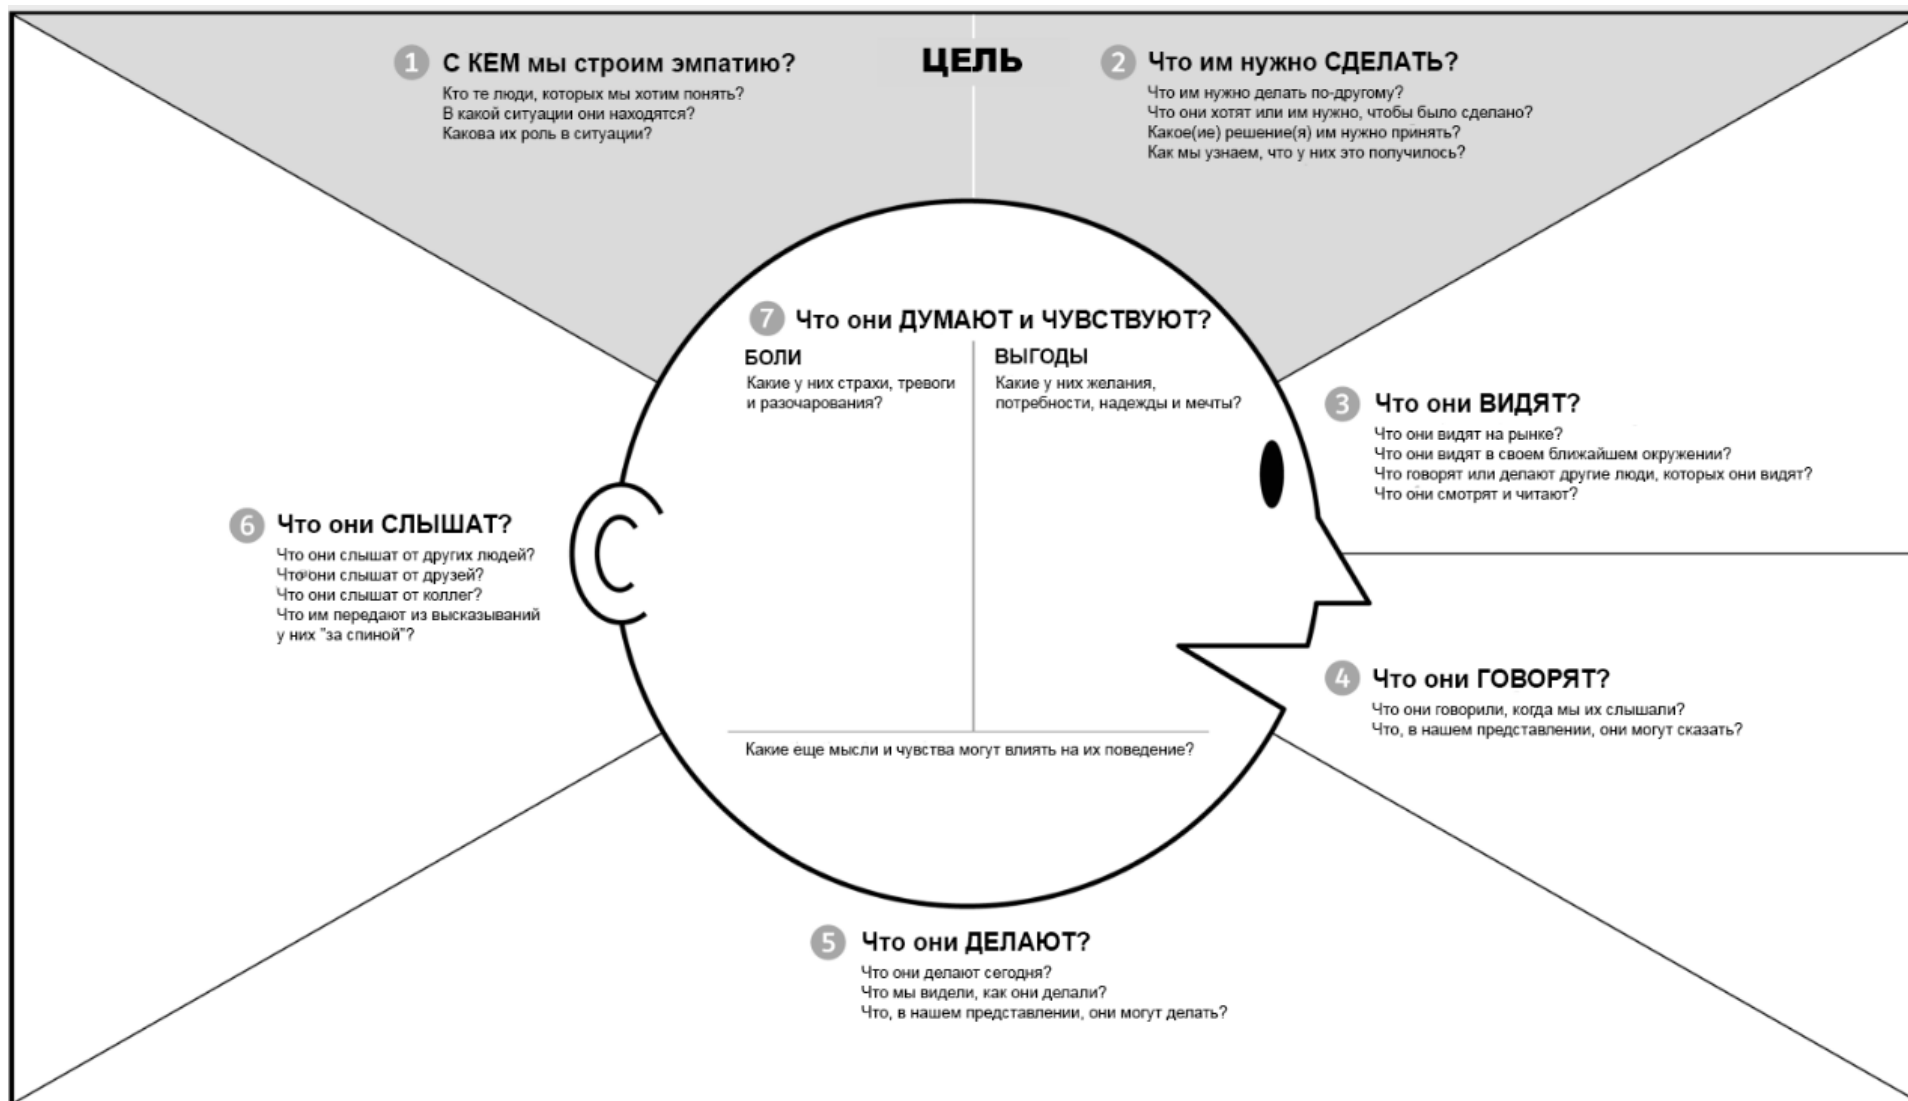 ЦЕЛЬ
1 С КЕМ мы строим эмпатию?
Кто те люди, которых мы хотим понять?
В какой ситуации они находятся?
Какова их роль в ситуации?
2 Что им нужно СДЕЛАТЬ?
Что им нужно делать по-другому?
Что они хотят или им нужно, чтобы было сделано?
Какое(ие) решение(я) им нужно принять?
Как мы узнаем, что у них это получилось?
3 Что они ВИДЯТ?
Что они видят на рынке?
Что они видят в своем ближайшем окружении?
Что говорят или делают другие люди, которых они видят?
Что они смотрят и читают?
4 Что они ГОВОРЯТ?
Что они говорили, когда мы их слышали?
Что, в нашем представлении, они могут сказать?
5 Что они ДЕЛАЮТ?
Что они делают сегодня?
Что мы видели, как они делали?
Что, в нашем представлении, они могут делать?
6 Что они СЛЫШАТ?
Что они слышат от других людей?
Что они слышат от друзей?
Что они слышат от коллег?
Что им передают из высказываний
у них "за спиной"?
7 Что они ДУМАЮТ и ЧУВСТВУЮТ?
БОЛИ
Какие у них страхи, тревоги
и разочарования?
ВЫГОДЫ
Какие у них желания,
потребности, надежды и мечты?
Какие еще мысли и чувства могут влиять на их поведение?